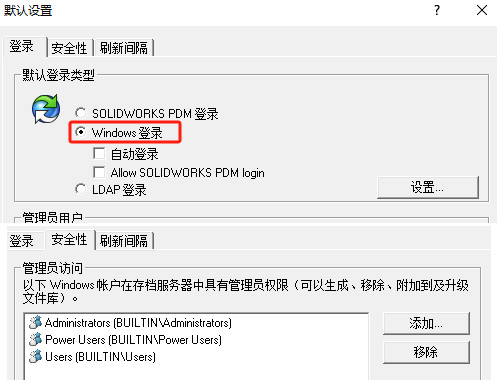 默认设置
登录 安全性 刷新间隔
默认登录类型
SOLIDWORKS PDM 登录
Windows 登录
自动登录
Allow SOLIDWORKS PDM login
LDAP 登录
设置...
管理员用户
登录 安全性 刷新间隔
管理员访问
以下 Windows 帐户在存档服务器中具有管理员权限（可以生成、移除、附加到及升级
文件库）。
Administrators (BUILTIN\Administrators)
Power Users (BUILTIN\Power Users)
Users (BUILTIN\Users)
添加...
移除